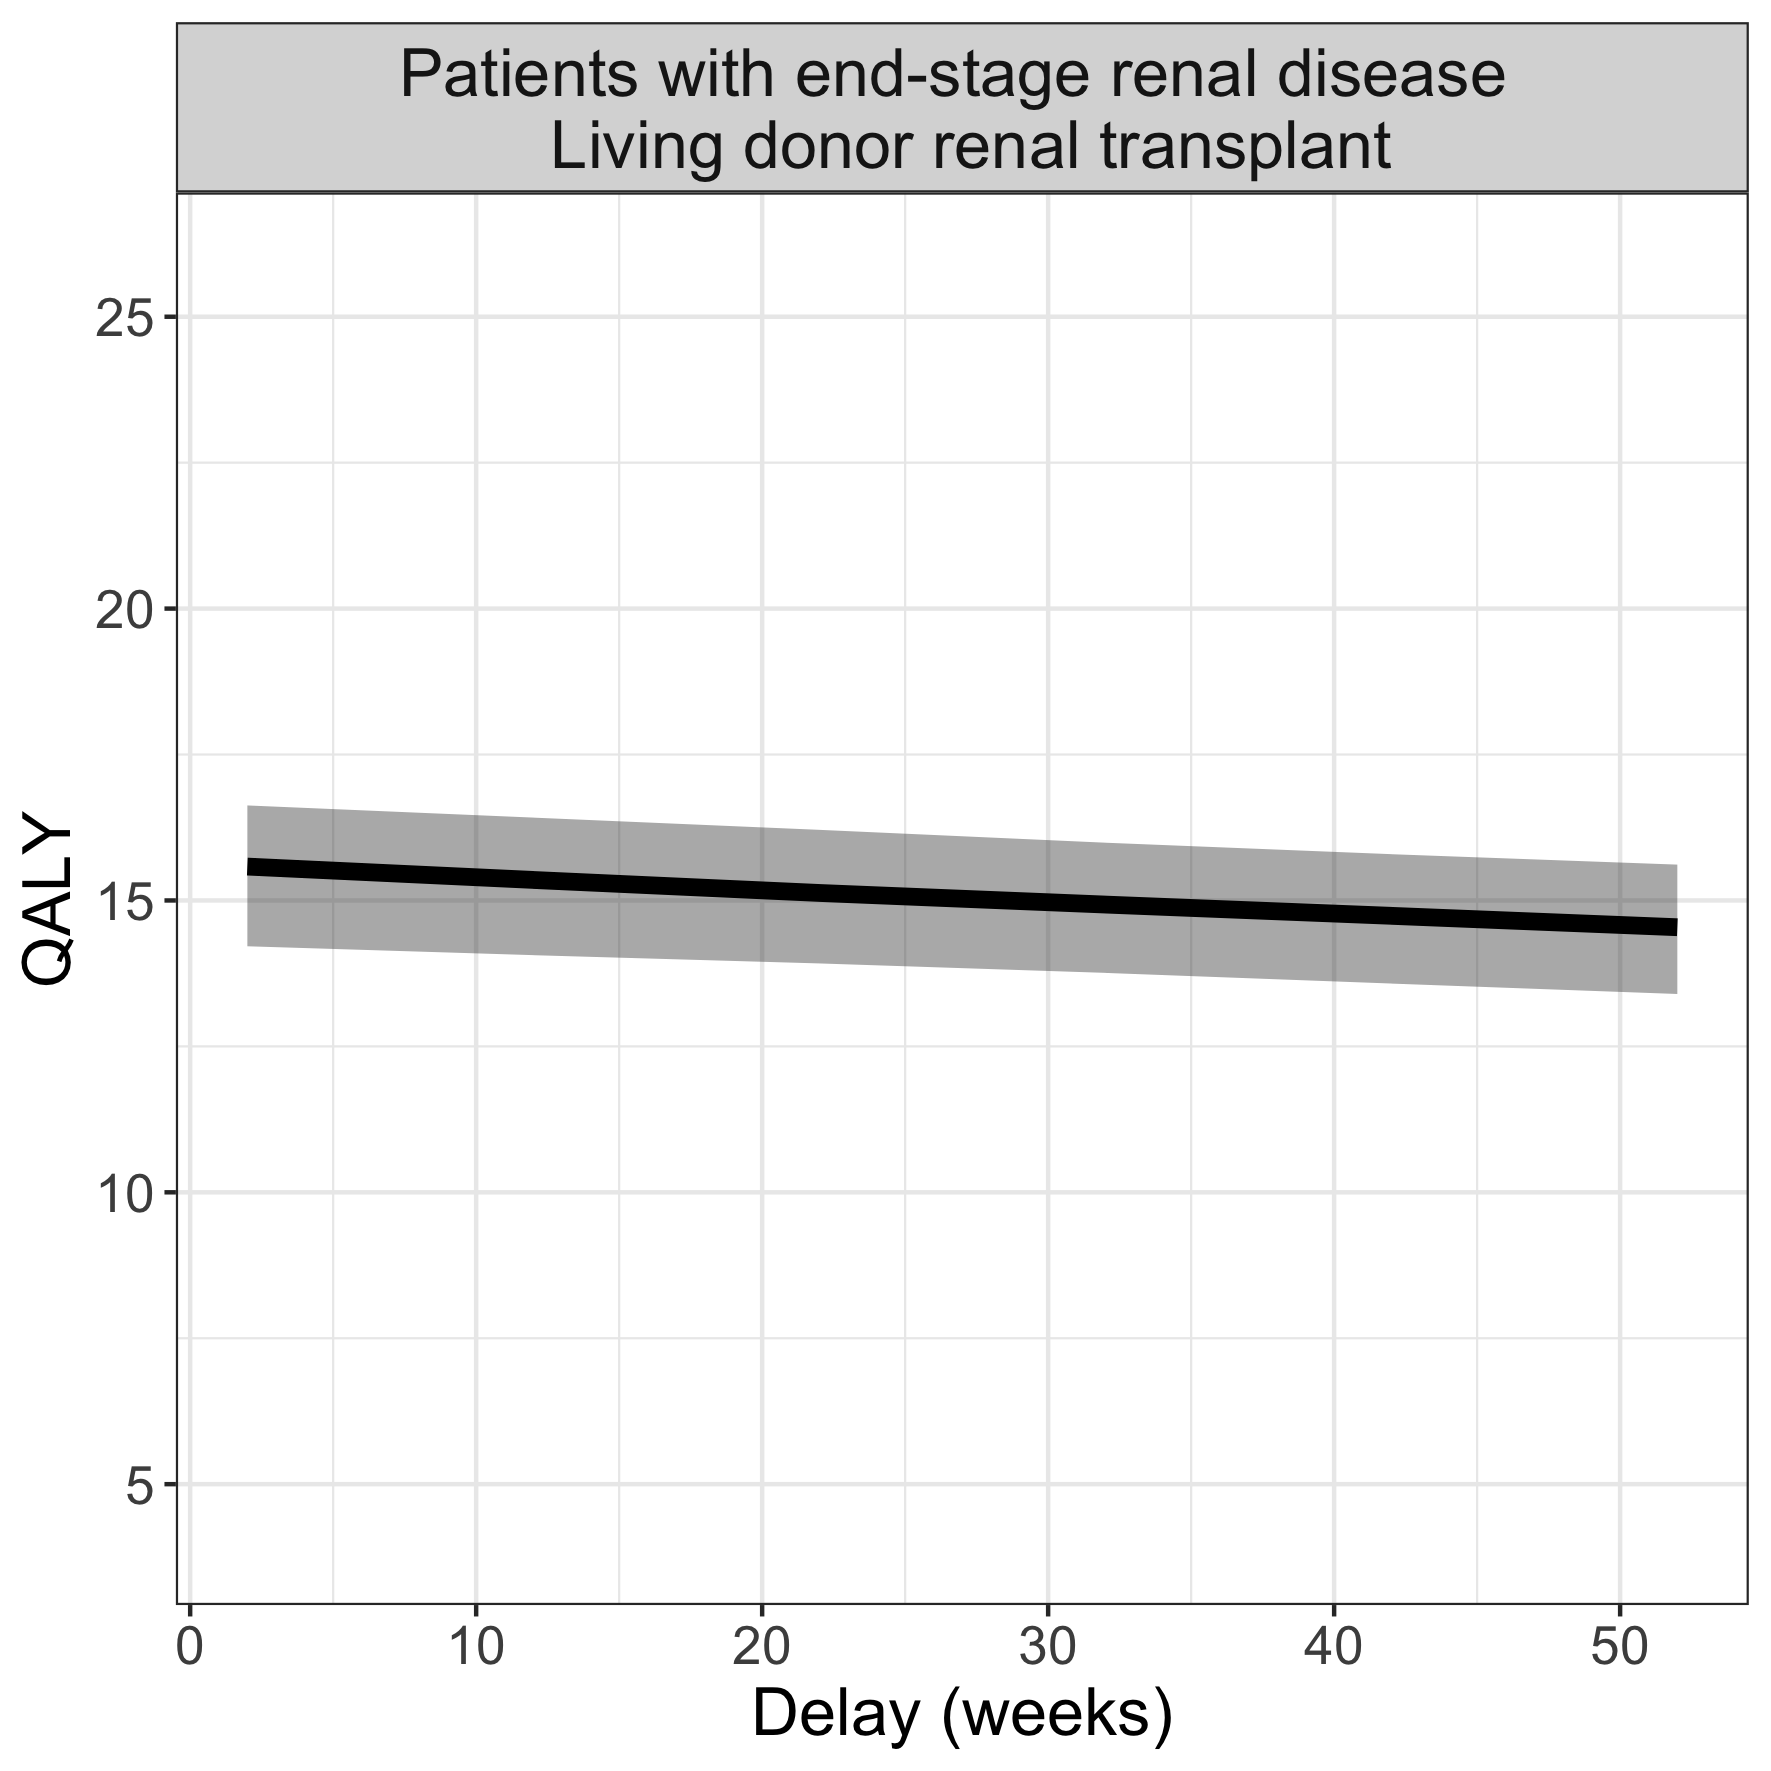 Patients with end-stage renal disease
Living donor renal transplant
QALY
25
20
15
10
5
0 10 20 30 40 50
Delay (weeks)